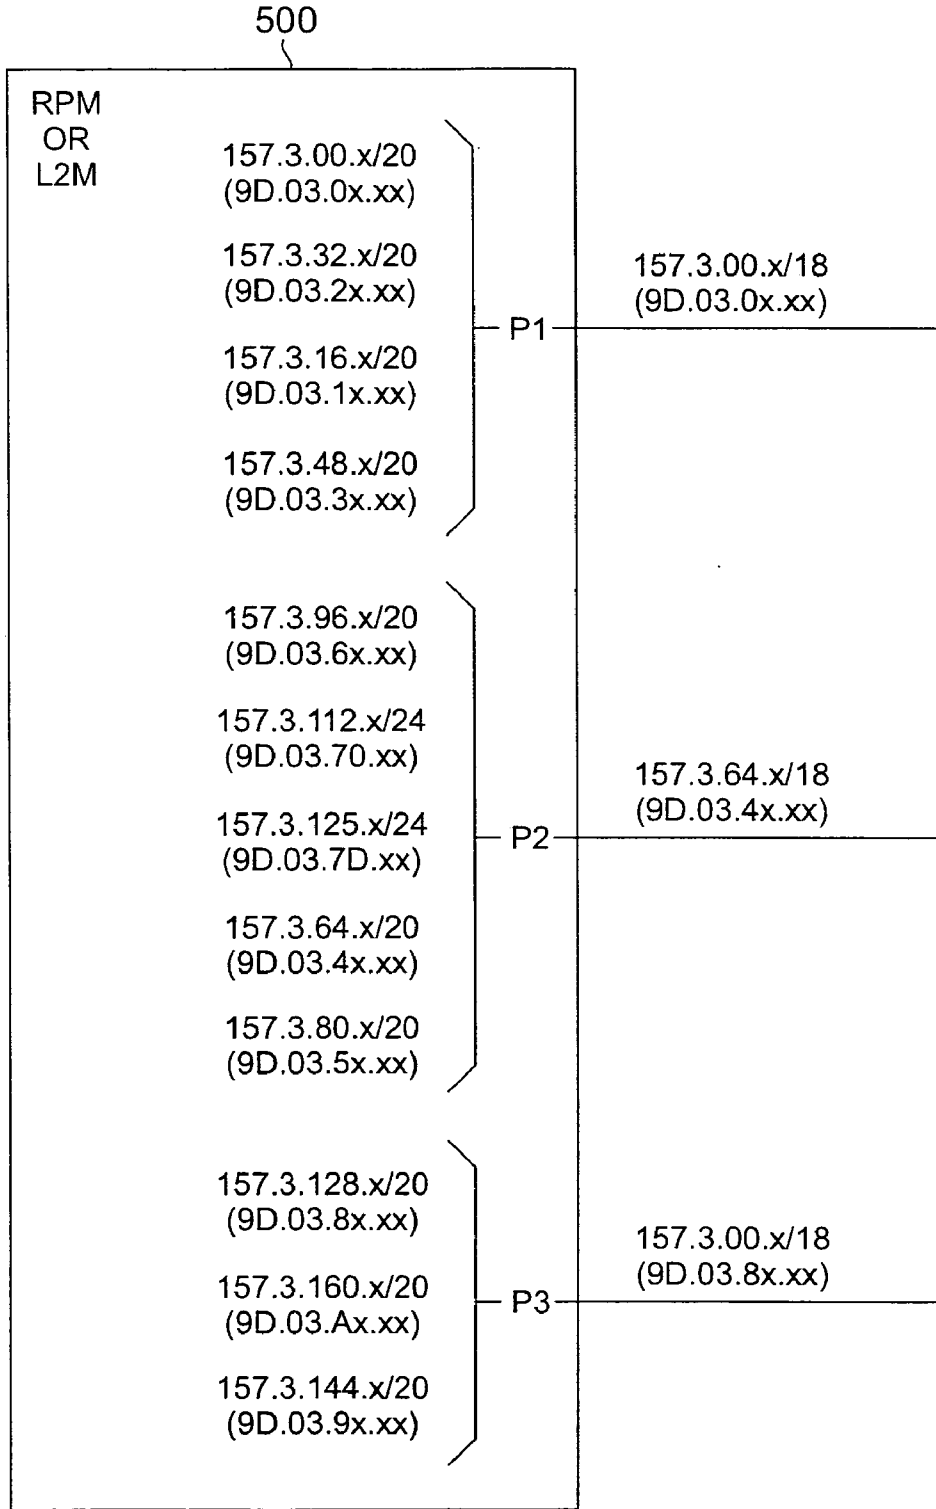 500
RPM
OR
L2M
157.3.00.x/20
(9D.03.0x.xx)
157.3.32.x/20
(9D.03.2x.xx)
157.3.16.x/20
(9D.03.1x.xx)
157.3.48.x/20
(9D.03.3x.xx)
P1
157.3.00.x/18
(9D.03.0x.xx)
157.3.96.x/20
(9D.03.6x.xx)
157.3.112.x/24
(9D.03.70.xx)
157.3.125.x/24
(9D.03.7D.xx)
157.3.64.x/20
(9D.03.4x.xx)
157.3.80.x/20
(9D.03.5x.xx)
P2
157.3.64.x/18
(9D.03.4x.xx)
157.3.128.x/20
(9D.03.8x.xx)
157.3.160.x/20
(9D.03.Ax.xx)
157.3.144.x/20
(9D.03.9x.xx)
P3
157.3.00.x/18
(9D.03.8x.xx)